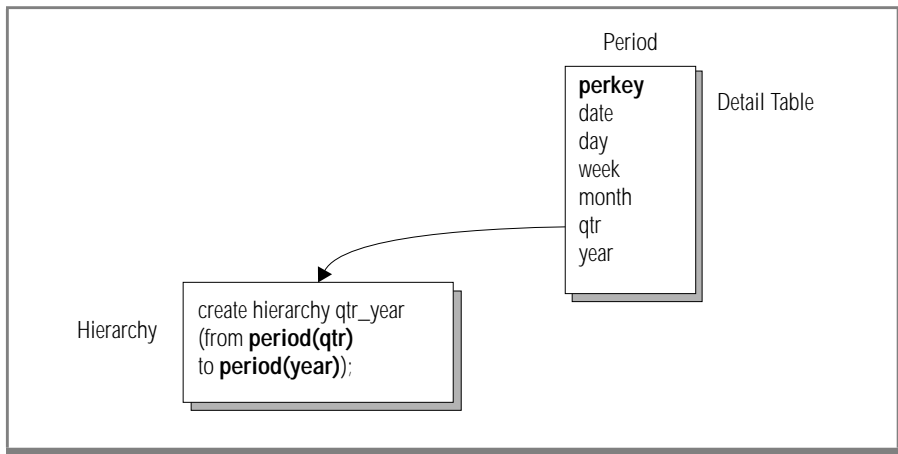 Period
perkey
date
day
week
month
qtr
year
Detail Table
Hierarchy
create hierarchy qtr_year
(from period(qtr)
to period(year));